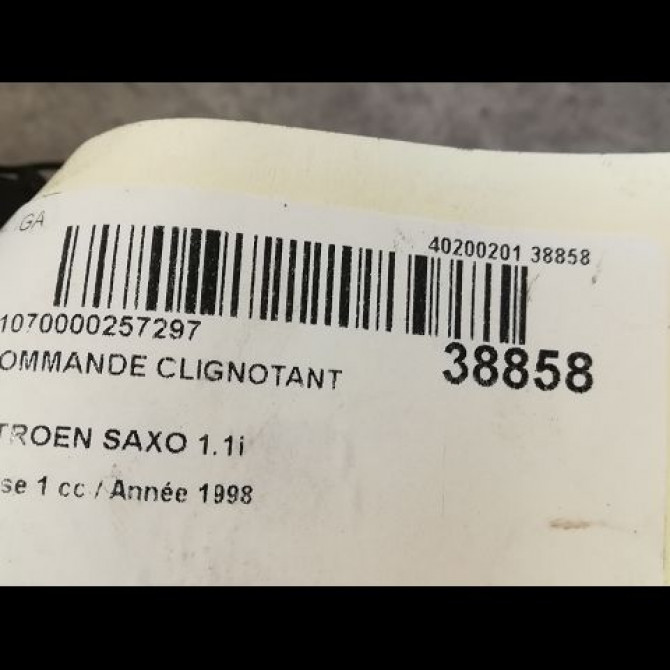 GA
40200201 38858
1070000257297
OMMANDE CLIGNOTANT
38858
TROEN SAXO 1.1i
se 1 cc / Année 1998